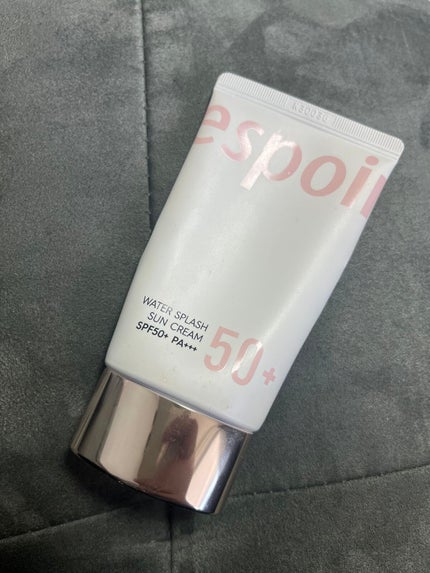 espoir
WATER SPLASH
SUN CREAM
SPF50+ PA+++
50+